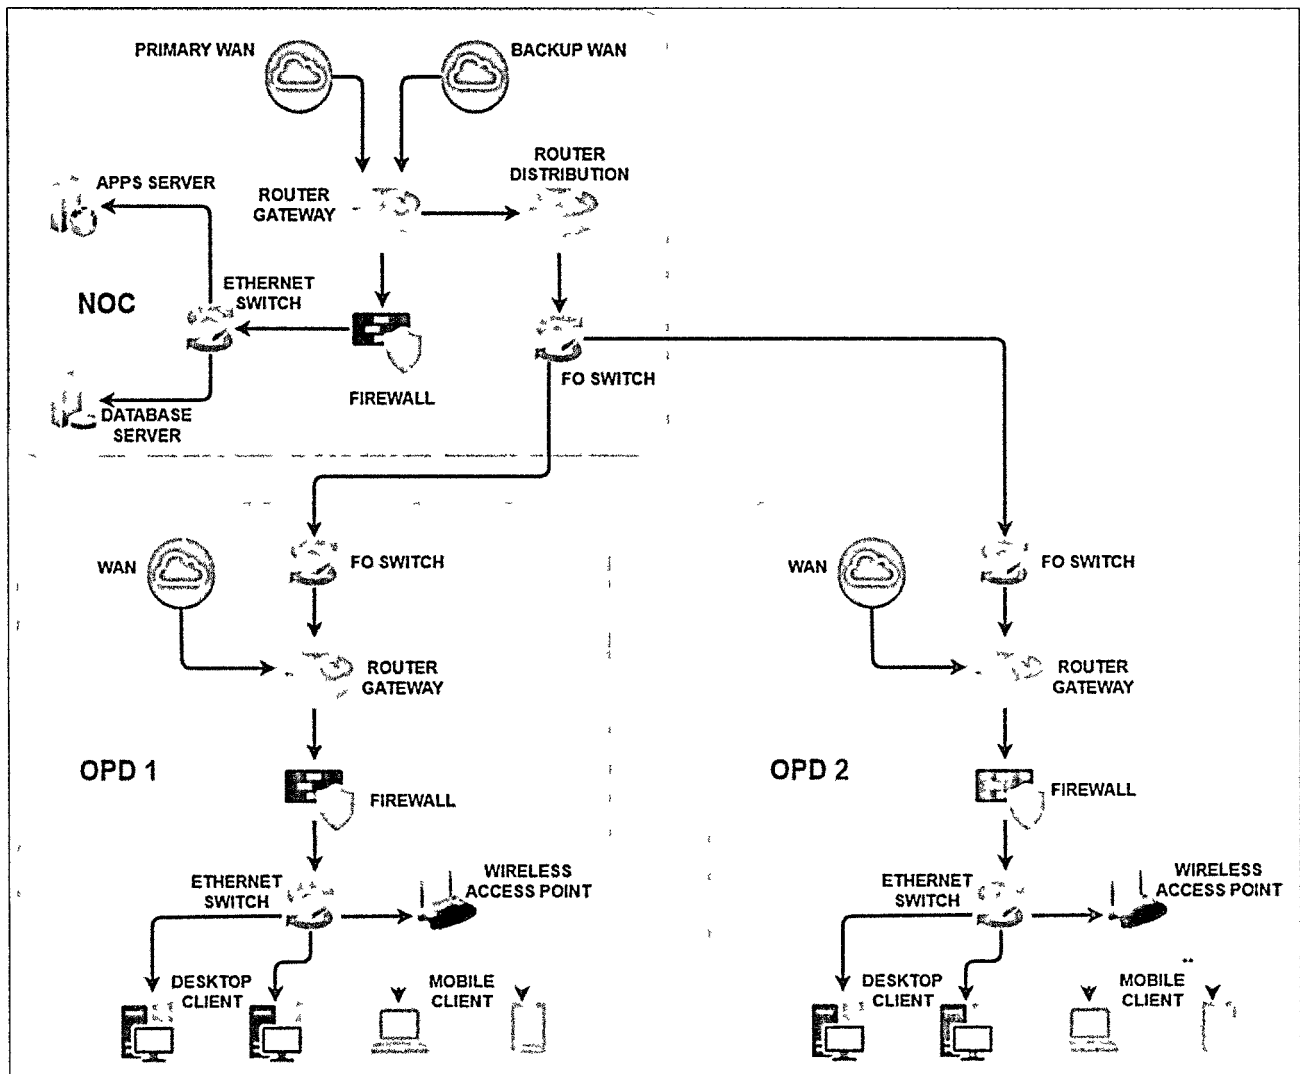 PRIMARY WAN
BACKUP WAN
ROUTER
DISTRIBUTION
APPS SERVER
ROUTER
GATEWAY
ETHERNET
SWITCH
NOC
FO SWITCH
FIREWALL
DATABASE
SERVER
WAN
FO SWITCH
WAN
FO SWITCH
ROUTER
GATEWAY
ROUTER
GATEWAY
OPD 1
FIREWALL
OPD 2
FIREWALL
WIRELESS
ACCESS POINT
ETHERNET
SWITCH
WIRELESS
ACCESS POINT
ETHERNET
SWITCH
DESKTOP
CLIENT
MOBILE
CLIENT
DESKTOP
CLIENT
MOBILE
CLIENT